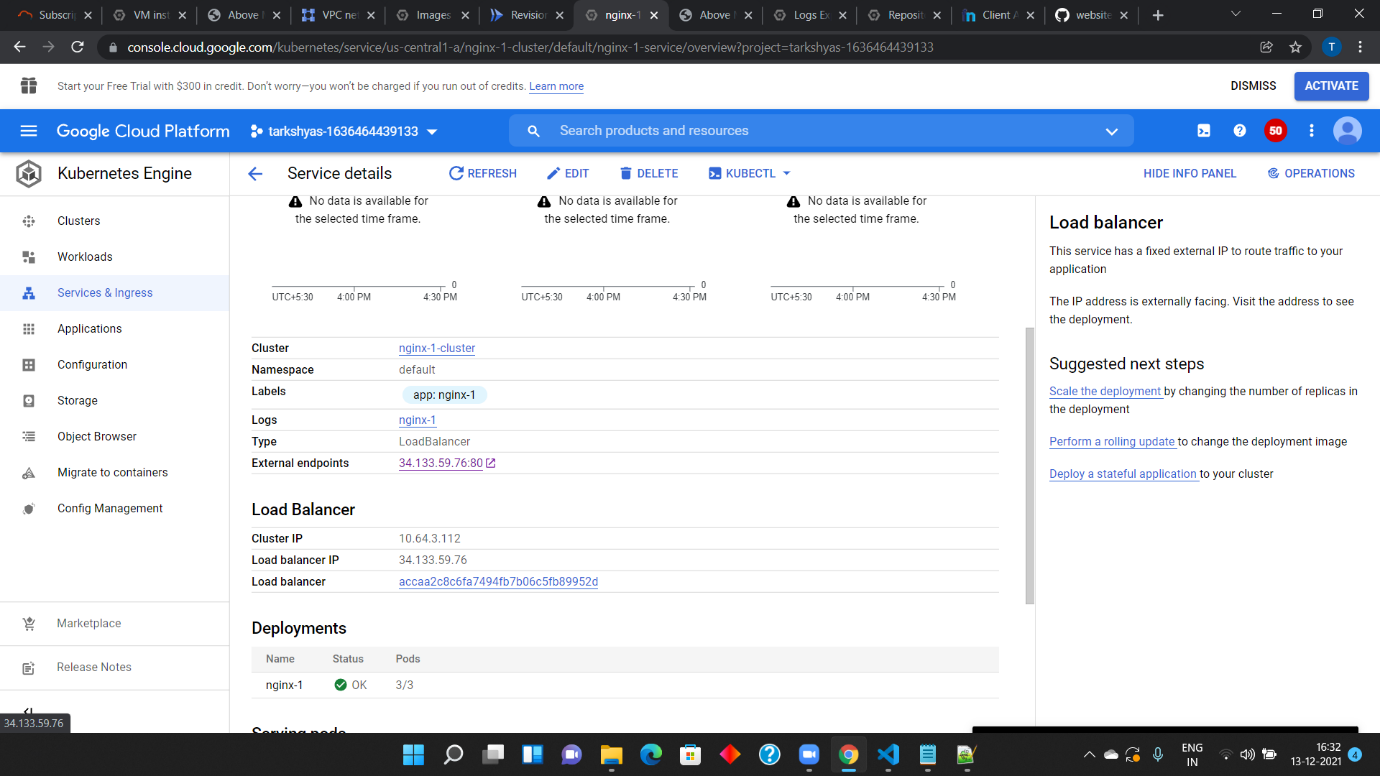 Subscri
VM inst
Above F
VPC net
Images
Revision
nginx-1
Above F
Logs Ex
Reposit
Client A
website
console.cloud.google.com/kubernetes/service/us-central1-a/nginx-1-cluster/default/nginx-1-service/overview?project=tarkshyas-1636464439133
T
Start your Free Trial with $300 in credit. Don't worry—you won't be charged if you run out of credits. Learn more
DISMISS
ACTIVATE
Google Cloud Platform
tarkshyas-1636464439133
Search products and resources
50
Kubernetes Engine
Service details
REFRESH
EDIT
DELETE
KUBECTL
HIDE INFO PANEL
OPERATIONS
Clusters
Workloads
Services & Ingress
Applications
Configuration
Storage
Object Browser
Migrate to containers
Config Management
Marketplace
Release Notes
34.133.59.76
No data is available for
the selected time frame.
No data is available for
the selected time frame.
No data is available for
the selected time frame.
0
UTC+5:30 4:00 PM 4:30 PM
0
UTC+5:30 4:00 PM 4:30 PM
0
UTC+5:30 4:00 PM 4:30 PM
Cluster nginx-1-cluster
Namespace default
Labels app: nginx-1
Logs nginx-1
Type LoadBalancer
External endpoints 34.133.59.76:80
Load Balancer
Cluster IP 10.64.3.112
Load balancer IP 34.133.59.76
Load balancer accaa2c8c6fa7494fb7b06c5fb89952d
Deployments
Name Status Pods
nginx-1 OK 3/3
Serving pods
Load balancer
This service has a fixed external IP to route traffic to your
application
The IP address is externally facing. Visit the address to see
the deployment.
Suggested next steps
Scale the deployment by changing the number of replicas in
the deployment
Perform a rolling update to change the deployment image
Deploy a stateful application to your cluster
ENG
IN
16:32
13-12-2021
4